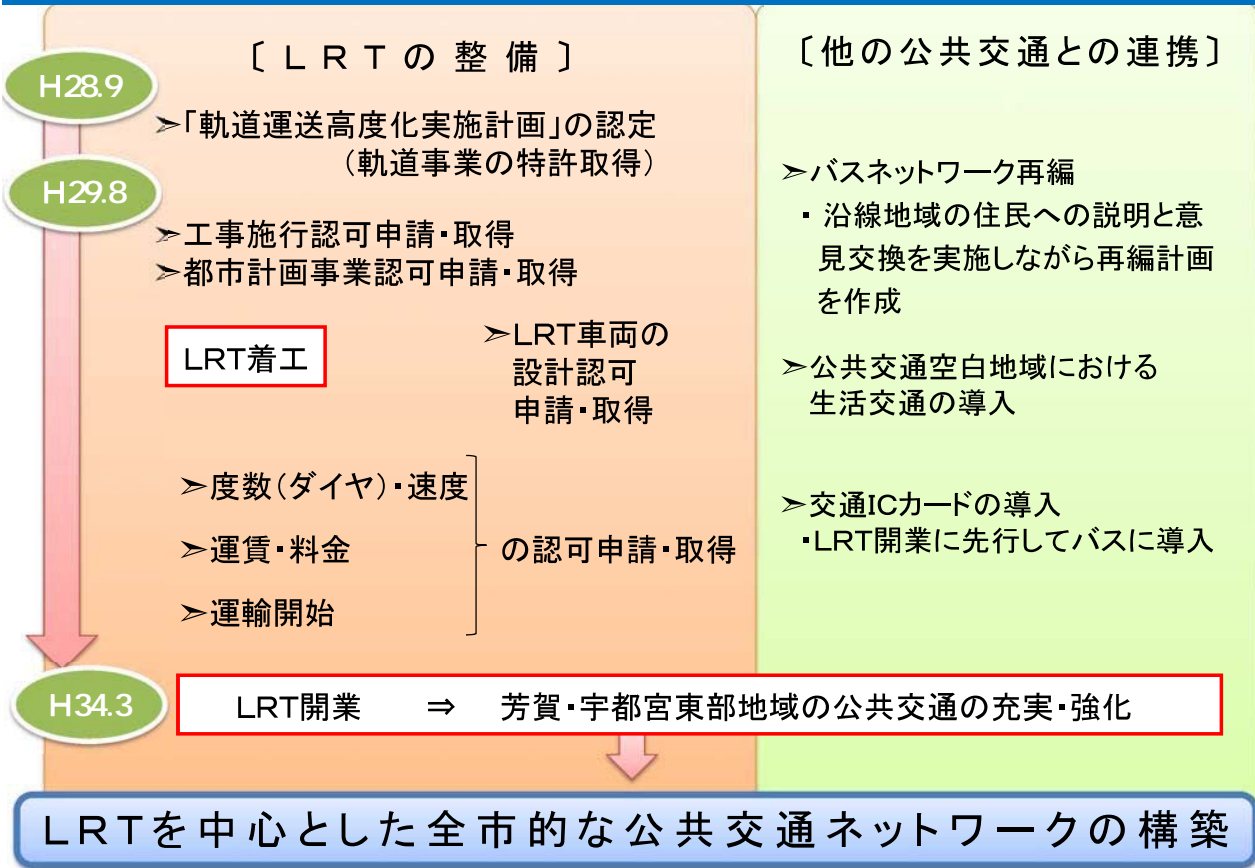 〔LRTの整備〕
H28.9
➢「軌道運送高度化実施計画」の認定
（軌道事業の特許取得）
H29.8
➢工事施行認可申請・取得
➢都市計画事業認可申請・取得
LRT着工
➢LRT車両の
設計認可
申請・取得
➢度数（ダイヤ）・速度
➢運賃・料金
➢運輸開始
の認可申請・取得
〔他の公共交通との連携〕
➢バスネットワーク再編
・沿線地域の住民への説明と意
見交換を実施しながら再編計画
を作成
➢公共交通空白地域における
生活交通の導入
➢交通ICカードの導入
・LRT開業に先行してバスに導入
H34.3
LRT開業 ⇒ 芳賀・宇都宮東部地域の公共交通の充実・強化
LRTを中心とした全市的な公共交通ネットワークの構築